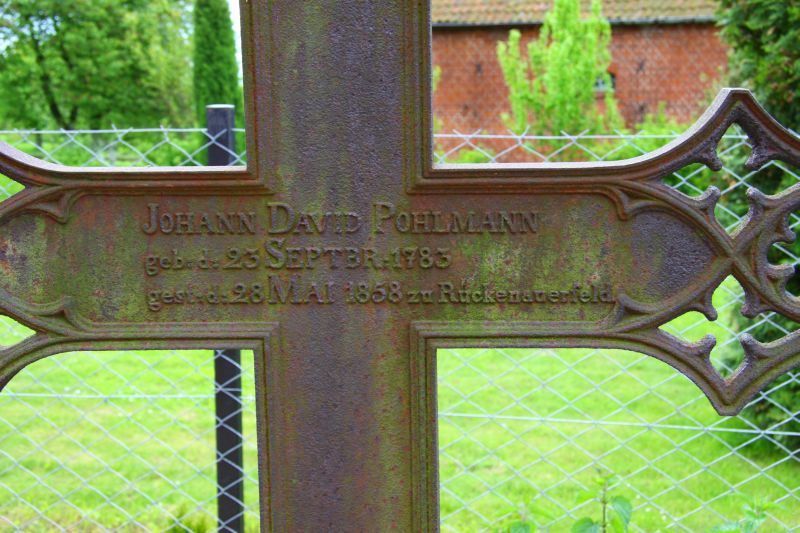 JOHANN DAVID POHLMANN
geb. d. 23 SEPTBR. 1783
gest. d. 28 MAI 1858 zu Rückenauerfeld.